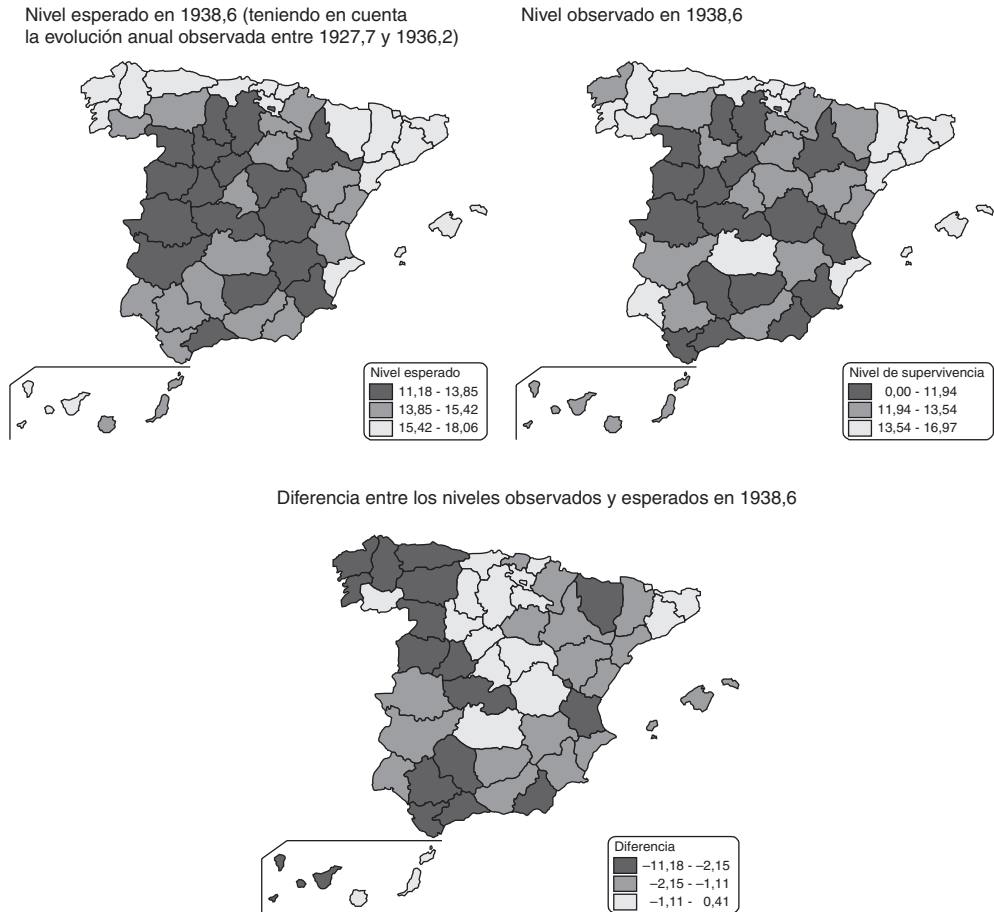 Nivel esperado en 1938,6 (teniendo en cuenta
la evolución anual observada entre 1927,7 y 1936,2)
Nivel observado en 1938,6
Nivel esperado
11,18 - 13,85
13,85 - 15,42
15,42 - 18,06
Nivel de supervivencia
0,00 - 11,94
11,94 - 13,54
13,54 - 16,97
Diferencia entre los niveles observados y esperados en 1938,6
Diferencia
–11,18 - –2,15
–2,15 - –1,11
–1,11 - 0,41